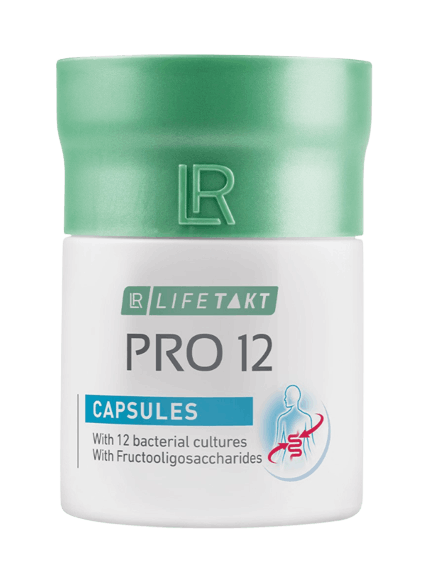 LR
LR LIFETAKT
PRO 12
CAPSULES
With 12 bacterial cultures
With Fructooligosaccharides